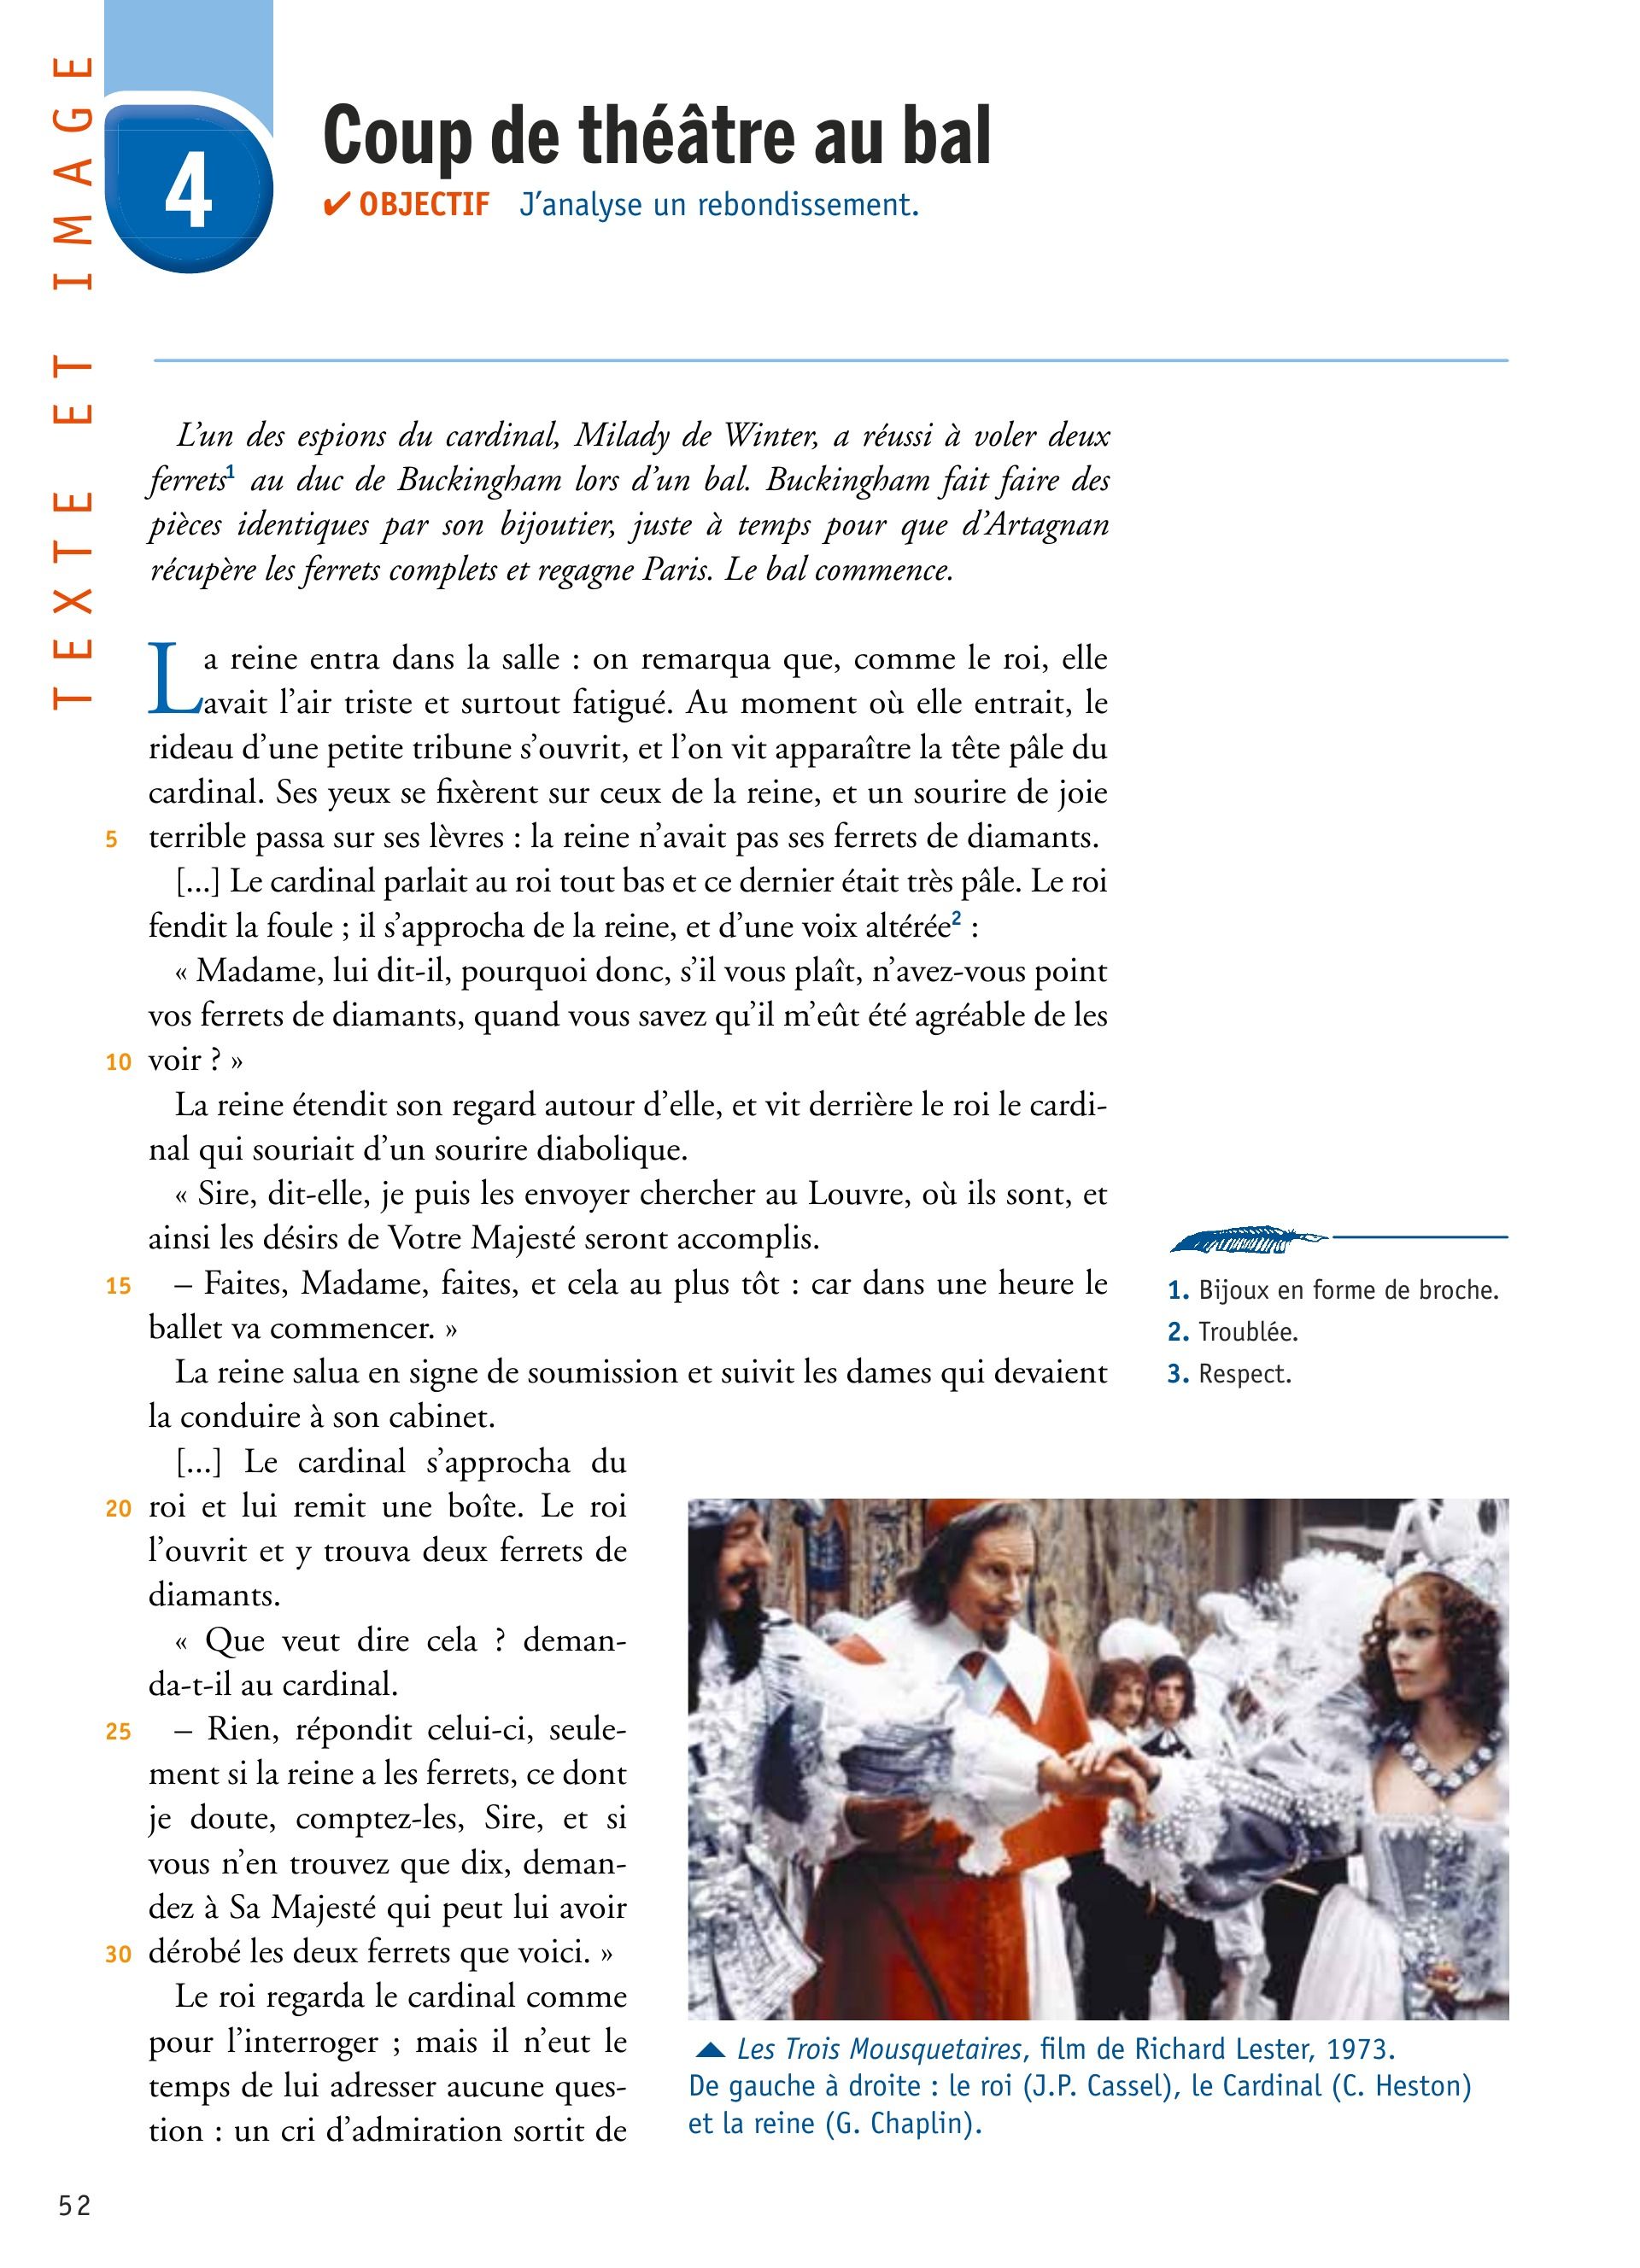 TEXTE ET IMAGE
4
Coup de théâtre au bal
✔ OBJECTIF J’analyse un rebondissement.
L’un des espions du cardinal, Milady de Winter, a réussi à voler deux
ferrets1 au duc de Buckingham lors d’un bal. Buckingham fait faire des
pièces identiques par son bijoutier, juste à temps pour que d’Artagnan
récupère les ferrets complets et regagne Paris. Le bal commence.
La reine entra dans la salle : on remarqua que, comme le roi, elle
avait l’air triste et surtout fatigué. Au moment où elle entrait, le
rideau d’une petite tribune s’ouvrit, et l’on vit apparaître la tête pâle du
cardinal. Ses yeux se fixèrent sur ceux de la reine, et un sourire de joie
5 terrible passa sur ses lèvres : la reine n’avait pas ses ferrets de diamants.
[...] Le cardinal parlait au roi tout bas et ce dernier était très pâle. Le roi
fendit la foule ; il s’approcha de la reine, et d’une voix altérée2 :
« Madame, lui dit-il, pourquoi donc, s’il vous plaît, n’avez-vous point
vos ferrets de diamants, quand vous savez qu’il m’eût été agréable de les
10 voir ? »
La reine étendit son regard autour d’elle, et vit derrière le roi le cardi-
nal qui souriait d’un sourire diabolique.
« Sire, dit-elle, je puis les envoyer chercher au Louvre, où ils sont, et
ainsi les désirs de Votre Majesté seront accomplis.
15 – Faites, Madame, faites, et cela au plus tôt : car dans une heure le
ballet va commencer. »
La reine salua en signe de soumission et suivit les dames qui devaient
la conduire à son cabinet.
[...] Le cardinal s’approcha du
20 roi et lui remit une boîte. Le roi
l’ouvrit et y trouva deux ferrets de
diamants.
« Que veut dire cela ? deman-
da-t-il au cardinal.
25 – Rien, répondit celui-ci, seule-
ment si la reine a les ferrets, ce dont
je doute, comptez-les, Sire, et si
vous n’en trouvez que dix, deman-
dez à Sa Majesté qui peut lui avoir
30 dérobé les deux ferrets que voici. »
Le roi regarda le cardinal comme
pour l’interroger ; mais il n’eut le
temps de lui adresser aucune ques-
tion : un cri d’admiration sortit de
1. Bijoux en forme de broche.
2. Troublée.
3. Respect.
Les Trois Mousquetaires, film de Richard Lester, 1973.
De gauche à droite : le roi (J.P. Cassel), le Cardinal (C. Heston)
et la reine (G. Chaplin).
52